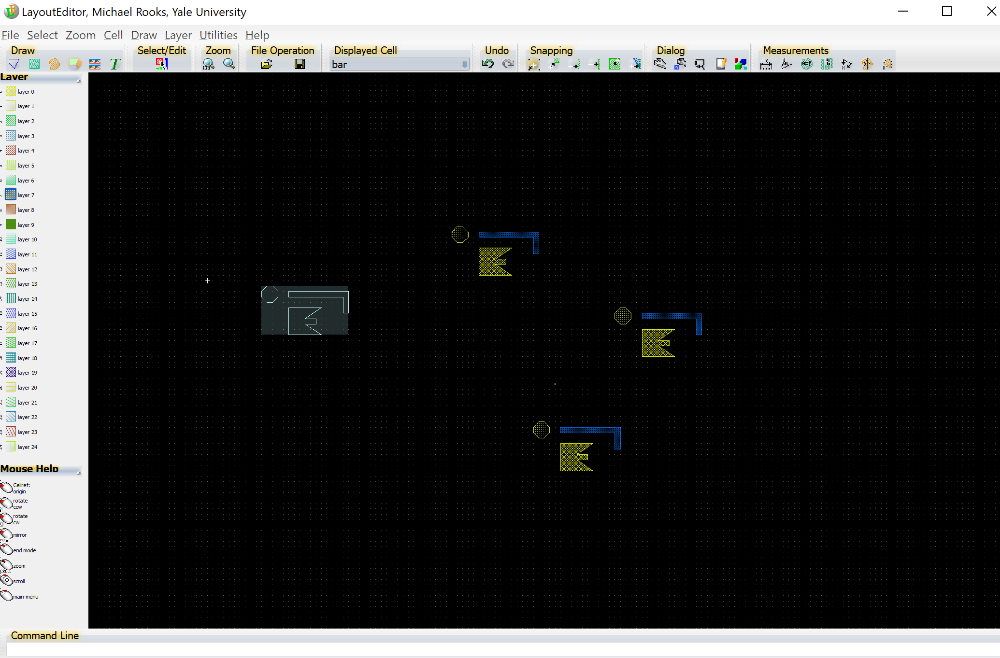 LayoutEditor, Michael Rooks, Yale University
File Select Zoom Cell Draw Layer Utilities Help
Draw Select/Edit Zoom File Operation Displayed Cell Undo Snapping Dialog Measurements
bar
Layer
layer 0
layer 1
layer 2
layer 3
layer 4
layer 5
layer 6
layer 7
layer 8
layer 9
layer 10
layer 11
layer 12
layer 13
layer 14
layer 15
layer 16
layer 17
layer 18
layer 19
layer 20
layer 21
layer 22
layer 23
layer 24
Mouse Help
Cellref:
origin
rotate
ccw
rotate
cw
mirror
end mode
zoom
SCROLL
scroll
main-menu
Command Line